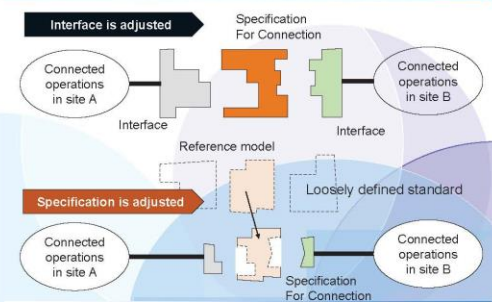 Interface is adjusted
Specification
For Connection
Connected
operations
in site A
Connected
operations
in site B
Interface
Interface
Reference model
Loosely defined standard
Specification is adjusted
Connected
operations
in site A
Connected
operations
in site B
Specification
For Connection